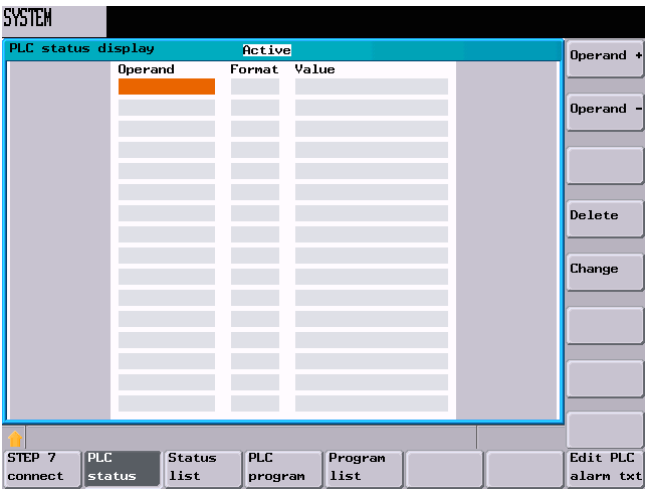 SYSTEM
PLC status display Active
Operand Format Value
Operand +
Operand -
Delete
Change
STEP 7 connect
PLC status
Status list
PLC program
Program list
Edit PLC alarm txt